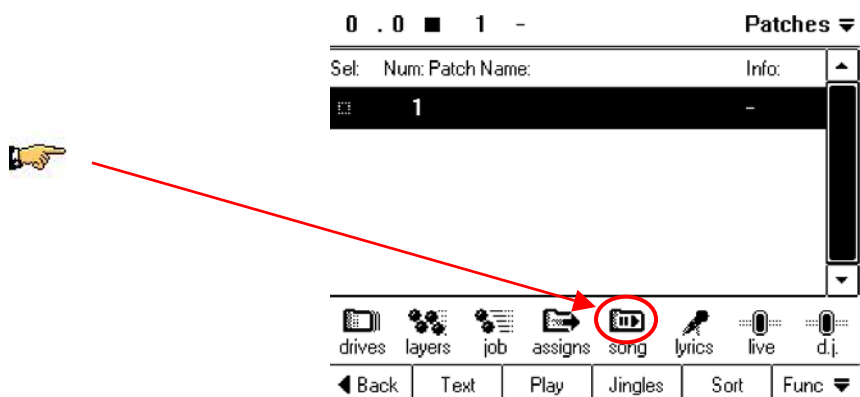 0 . 0 ■ 1 - Patches
Sel: Num: Patch Name: Info:
1 -
drives layers job assigns song lyrics live d.j.
Back Text Play Jingles Sort Func